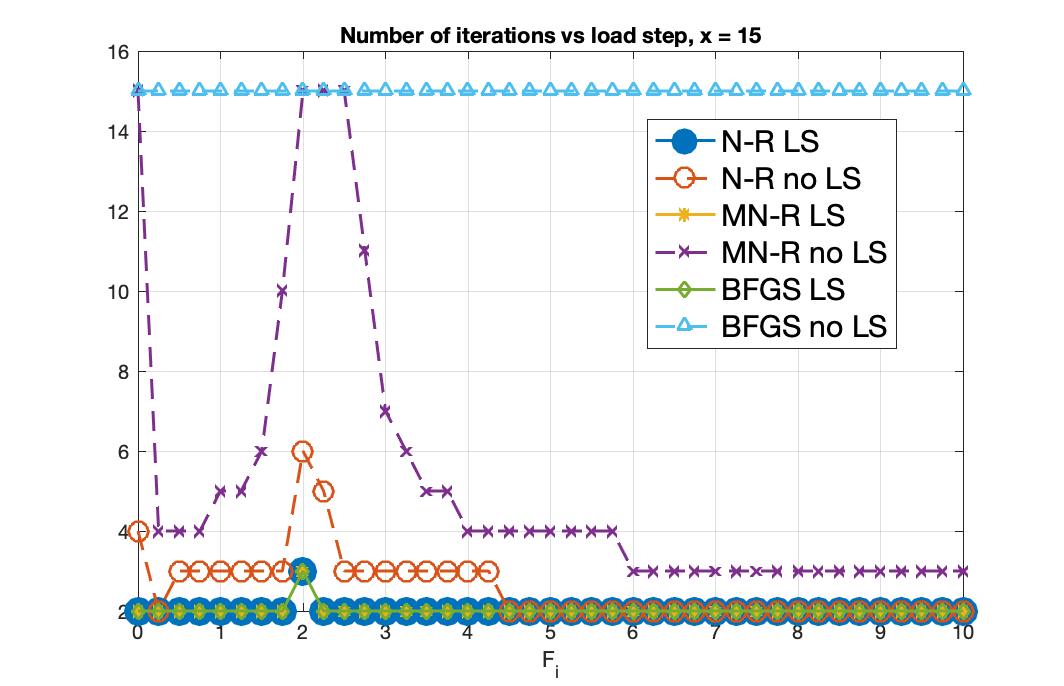 Number of iterations vs load step, x = 15
16
14
12
10
8
6
4
2
0 1 2 3 4 5 6 7 8 9 10
F_i
N-R LS
N-R no LS
MN-R LS
MN-R no LS
BFGS LS
BFGS no LS